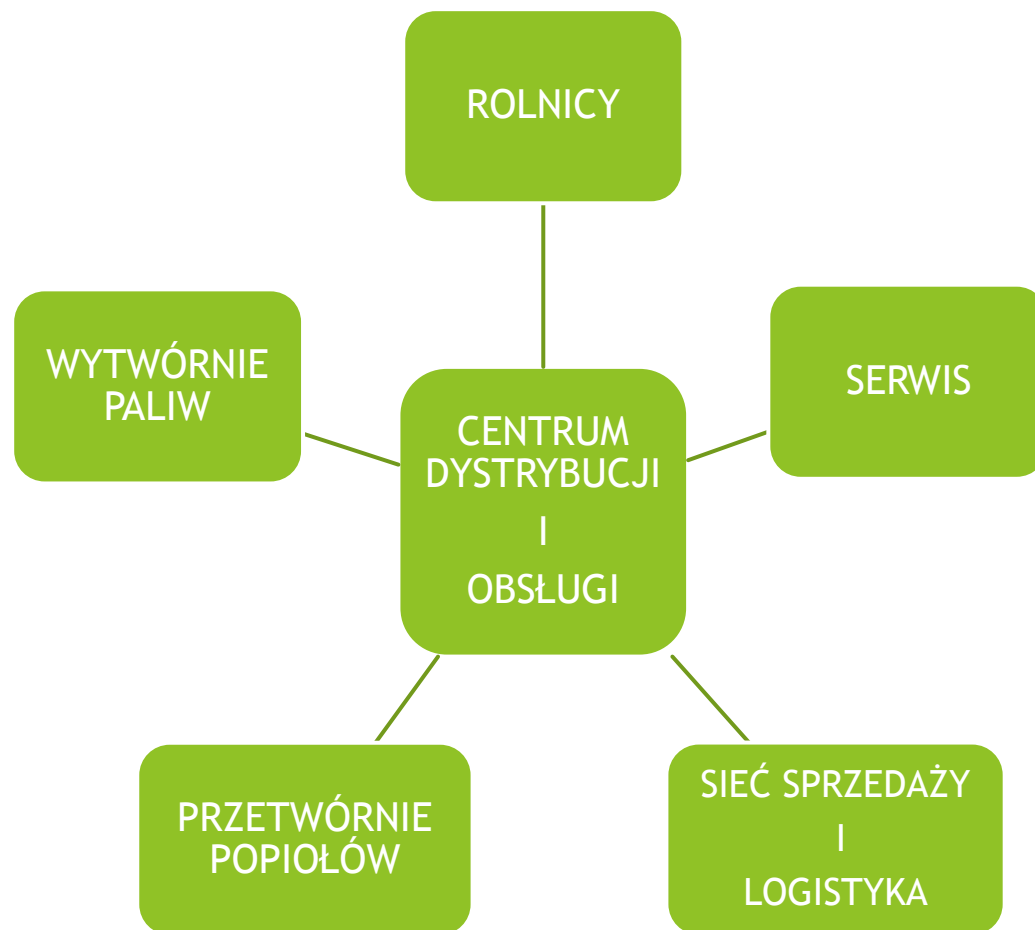 ROLNICY
WYTWÓRNIE
PALIW
SERWIS
CENTRUM
DYSTRYBUCJI
I
OBSŁUGI
PRZETWÓRNIE
POPIOŁÓW
SIEĆ SPRZEDAŻY
I
LOGISTYKA